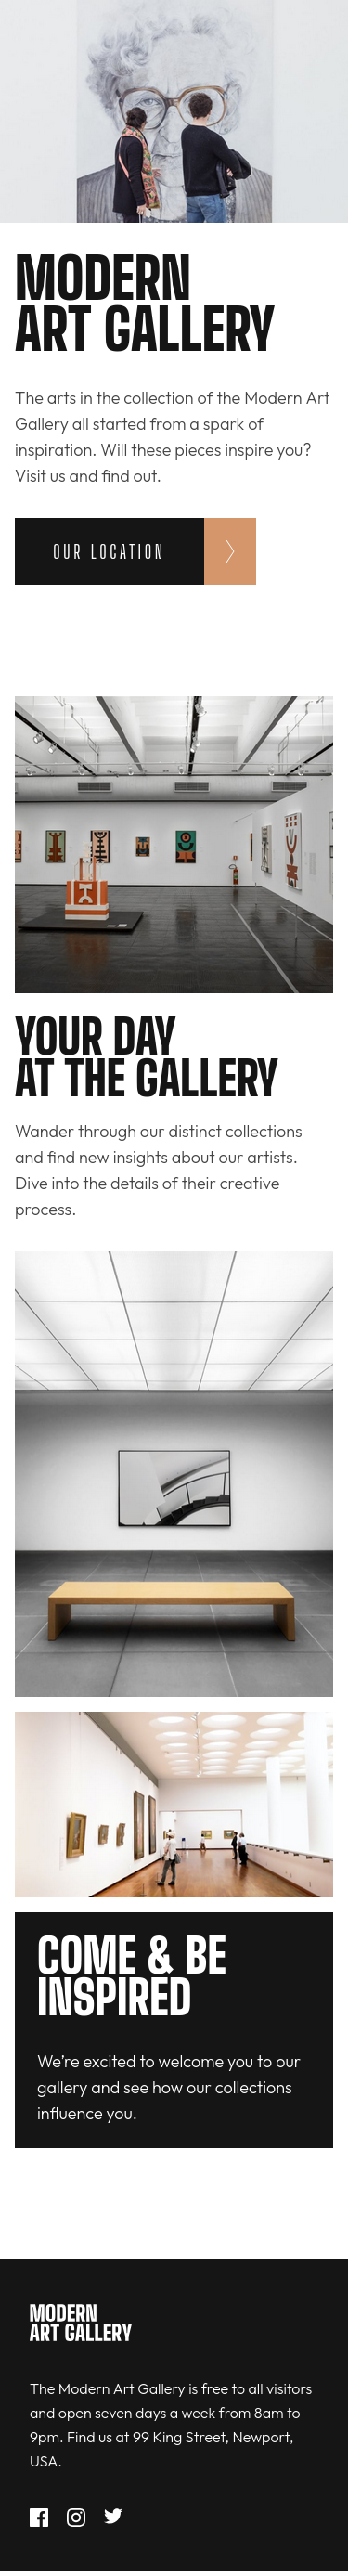 MODERN
ART GALLERY
The arts in the collection of the Modern Art
Gallery all started from a spark of
inspiration. Will these pieces inspire you?
Visit us and find out.
OUR LOCATION
YOUR DAY
AT THE GALLERY
Wander through our distinct collections
and find new insights about our artists.
Dive into the details of their creative
process.
COME & BE
INSPIRED
We’re excited to welcome you to our
gallery and see how our collections
influence you.
MODERN
ART GALLERY
The Modern Art Gallery is free to all visitors
and open seven days a week from 8am to
9pm. Find us at 99 King Street, Newport,
USA.